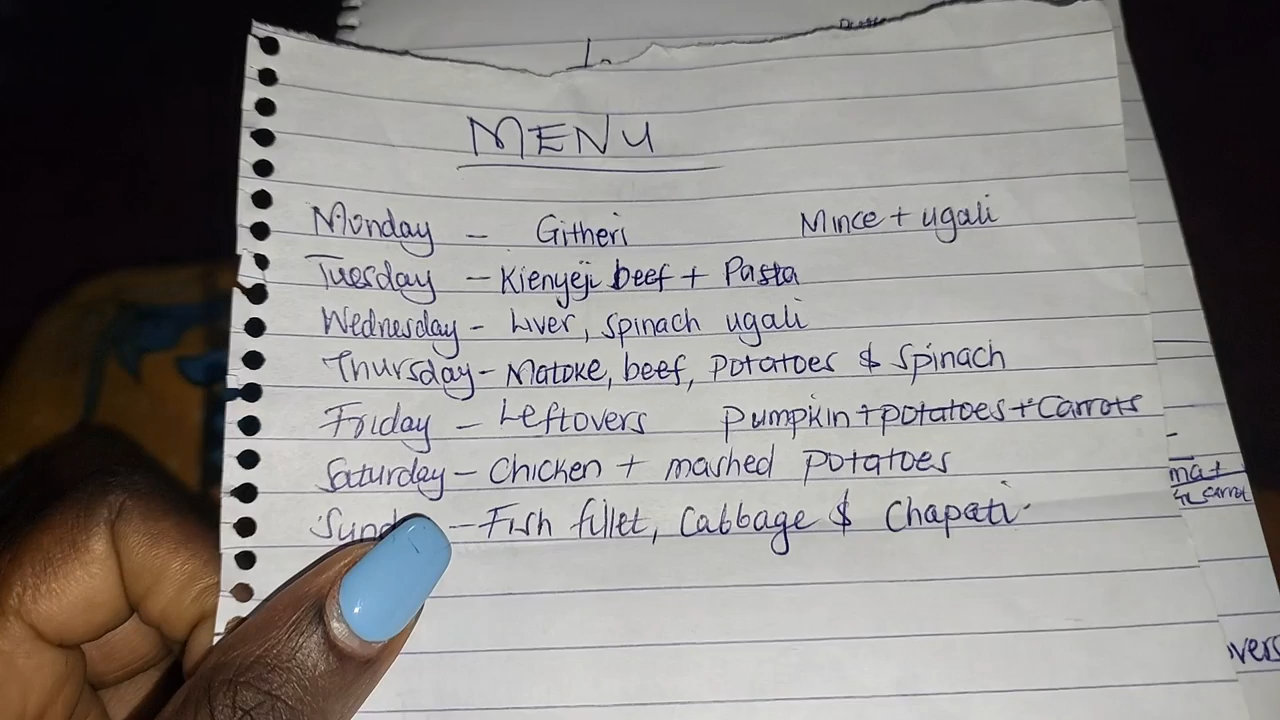 MENU
Monday - Githeri Mince + ugali
Tuesday - Kienyeji beef + Pasta
Wednesday - Liver, spinach ugali
Thursday - Matoke, beef, potatoes & spinach
Friday - Leftovers pumpkin + potatoes + carrots
Saturday - Chicken + mashed potatoes
Sund - Fish fillet, Cabbage & Chapati.